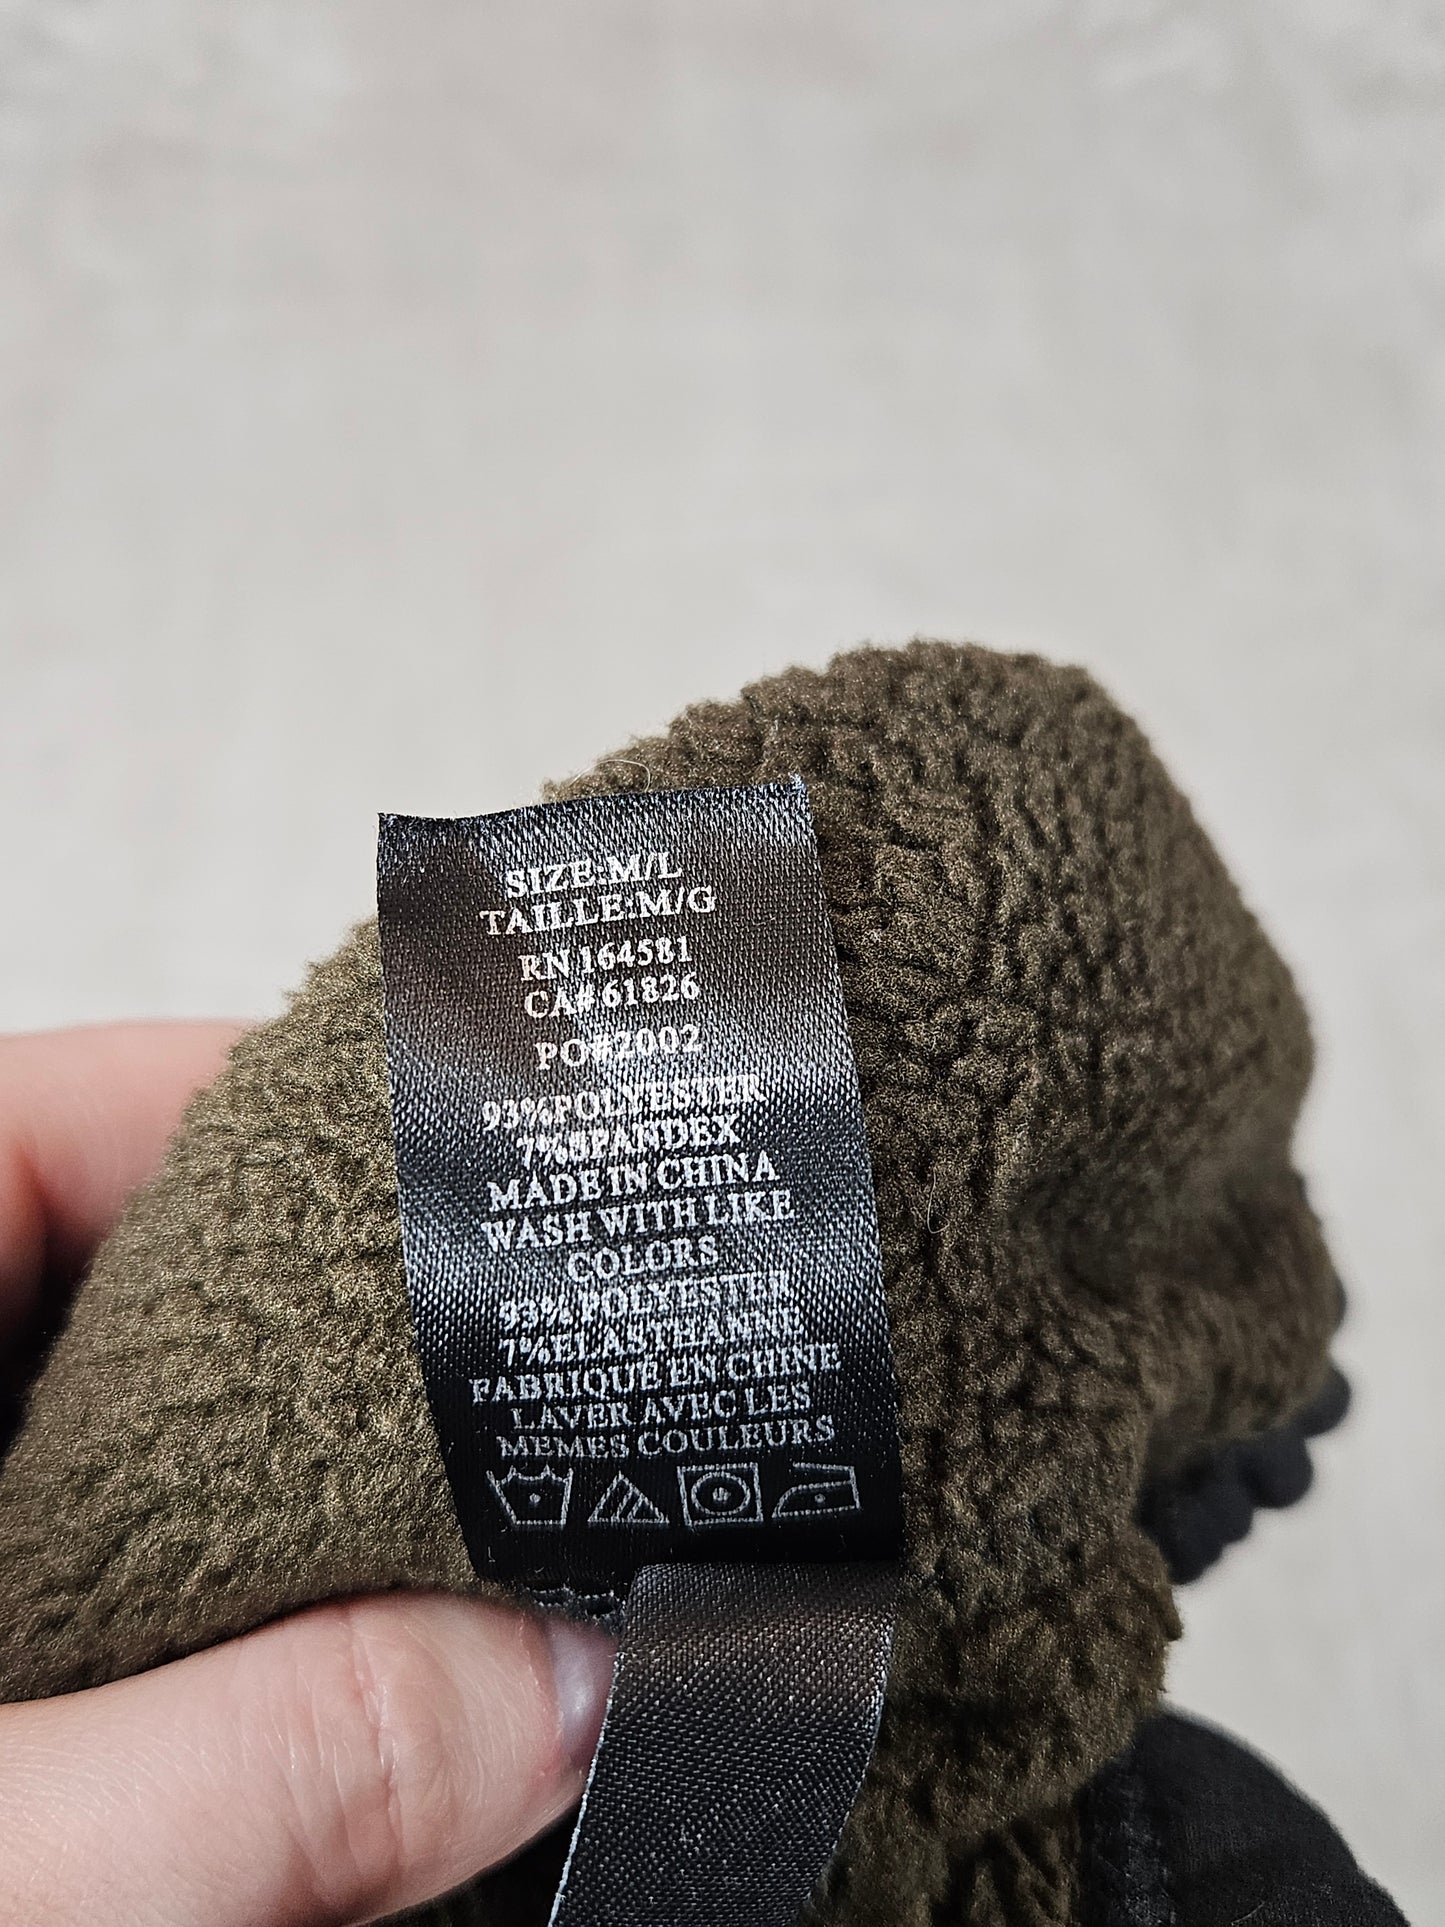 SIZE:M/L
TAILLE:M/G
RN 164581
CA# 61826
PO#2002
93%POLYESTER
7%SPANDEX
MADE IN CHINA
WASH WITH LIKE
COLORS
93% POLYESTER
7%ELASTHANNE
FABRIQUÉ EN CHINE
LAVER AVEC LES
MEMES COULEURS